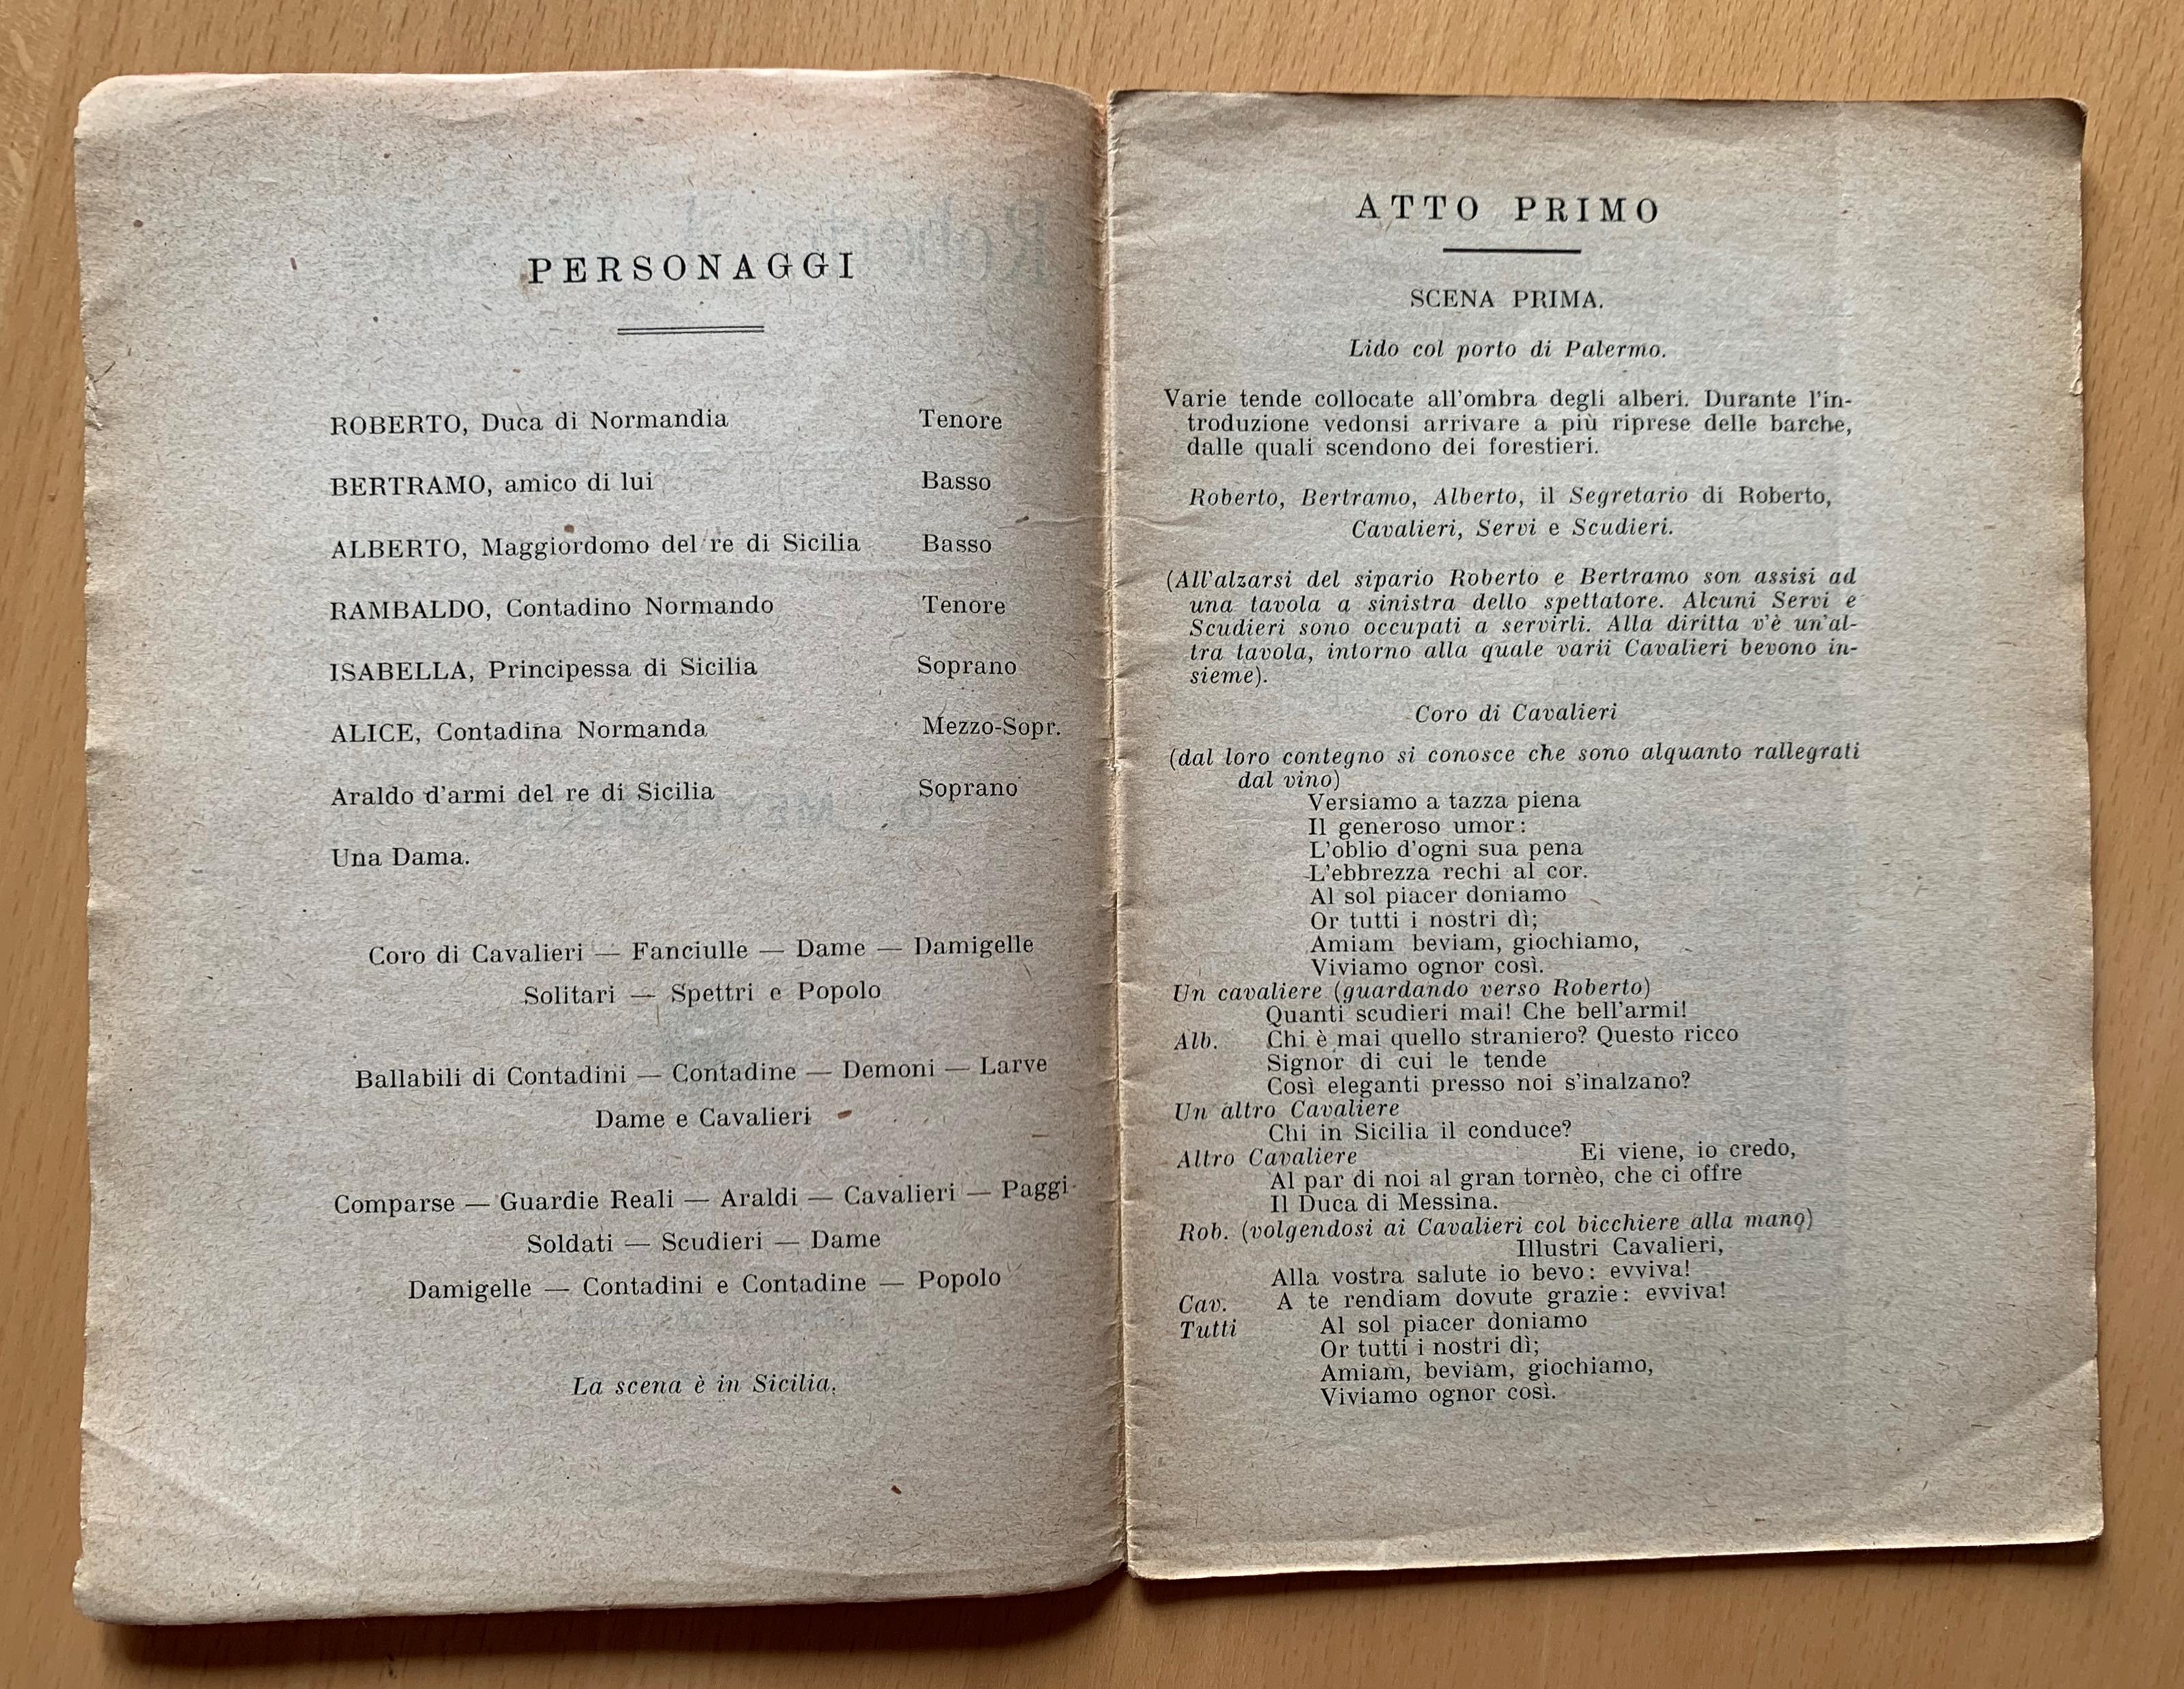 PERSONAGGI
ROBERTO, Duca di Normandia Tenore
BERTRAMO, amico di lui Basso
ALBERTO, Maggiordomo del re di Sicilia Basso
RAMBALDO, Contadino Normando Tenore
ISABELLA, Principessa di Sicilia Soprano
ALICE, Contadina Normanda Mezzo-Sopr.
Araldo d'armi del re di Sicilia Soprano
Una Dama.
Coro di Cavalieri — Fanciulle — Dame — Damigelle
Solitari — Spettri e Popolo
Ballabili di Contadini — Contadine — Demoni — Larve
Dame e Cavalieri
Comparse — Guardie Reali — Araldi — Cavalieri — Paggi
Soldati — Scudieri — Dame
Damigelle — Contadini e Contadine — Popolo
La scena è in Sicilia.
ATTO PRIMO
SCENA PRIMA.
Lido col porto di Palermo.
Varie tende collocate all'ombra degli alberi. Durante l'in-
troduzione vedonsi arrivare a più riprese delle barche,
dalle quali scendono dei forestieri.
Roberto, Bertramo, Alberto, il Segretario di Roberto,
Cavalieri, Servi e Scudieri.
(All'alzarsi del sipario Roberto e Bertramo son assisi ad
una tavola a sinistra dello spettatore. Alcuni Servi e
Scudieri sono occupati a servirli. Alla diritta v'è un'al-
tra tavola, intorno alla quale varii Cavalieri bevono in-
sieme).
Coro di Cavalieri
(dal loro contegno si conosce che sono alquanto rallegrati
dal vino)
Versiamo a tazza piena
Il generoso umor:
L'oblio d'ogni sua pena
L'ebbrezza rechi al cor.
Al sol piacer doniamo
Or tutti i nostri dì;
Amiam beviam, giochiamo,
Viviamo ognor così.
Un cavaliere (guardando verso Roberto)
Quanti scudieri mai! Che bell'armi!
Alb. Chi è mai quello straniero? Questo ricco
Signor di cui le tende
Così eleganti presso noi s'inalzano?
Un altro Cavaliere
Chi in Sicilia il conduce?
Altro Cavaliere Ei viene, io credo,
Al par di noi al gran tornèo, che ci offre
Il Duca di Messina.
Rob. (volgendosi ai Cavalieri col bicchiere alla mano)
Illustri Cavalieri,
Alla vostra salute io bevo: evviva!
Cav. A te rendiam dovute grazie: evviva!
Tutti Al sol piacer doniamo
Or tutti i nostri dì;
Amiam, beviam, giochiamo,
Viviamo ognor così.